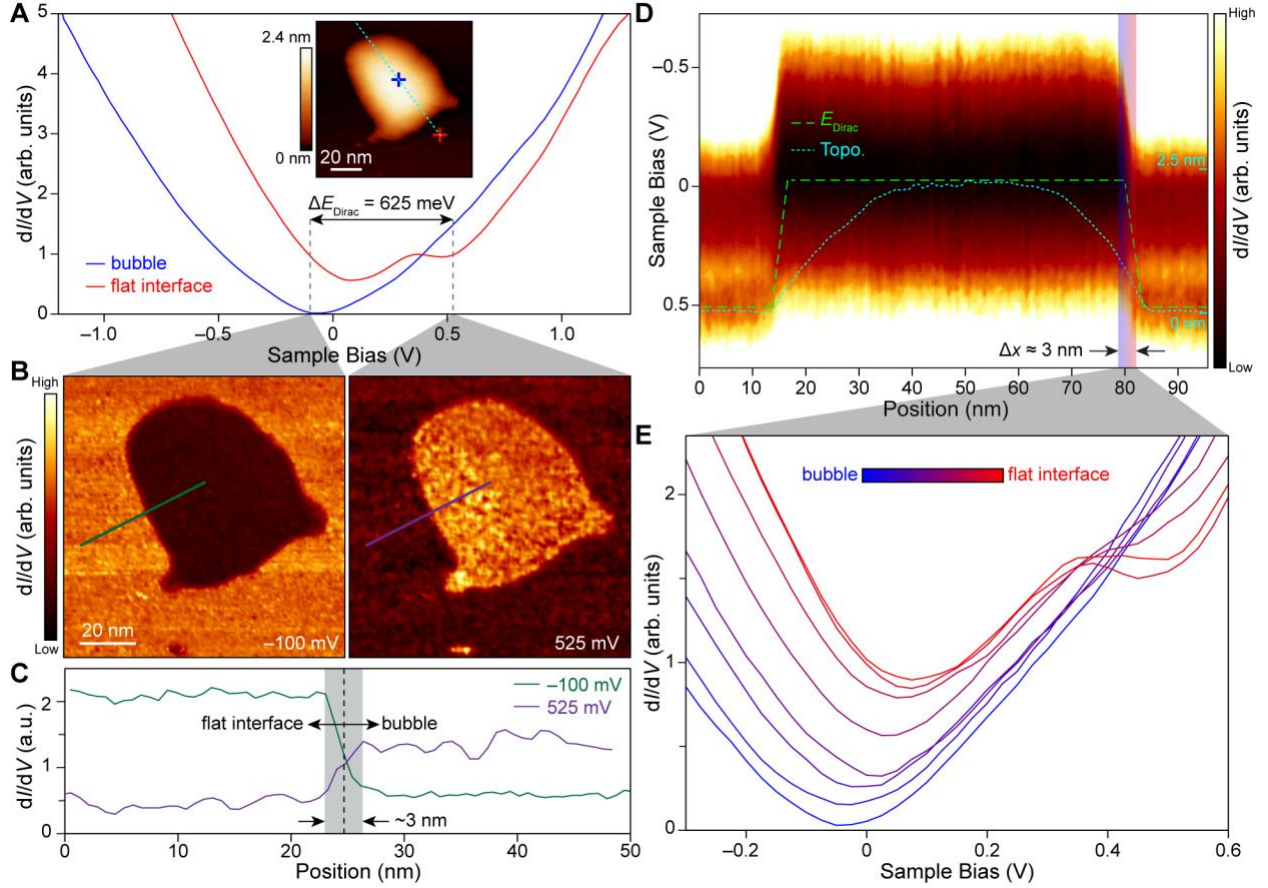 A
5
4
3
2
1
0
dI/dV (arb. units)
2.4 nm
0 nm
20 nm
ΔE_Dirac = 625 meV
bubble
flat interface
–1.0
–0.5
0
0.5
1.0
Sample Bias (V)
B
High
Low
dI/dV (arb. units)
20 nm
–100 mV
525 mV
C
2
1
0
dI/dV (a.u.)
–100 mV
525 mV
flat interface
bubble
~3 nm
0
10
20
30
40
50
Position (nm)
D
–0.5
0
0.5
Sample Bias (V)
E_Dirac
Topo.
2.5 nm
0 nm
Δx ≈ 3 nm
0
10
20
30
40
50
60
70
80
90
Position (nm)
High
Low
dI/dV (arb. units)
E
bubble
flat interface
2
1
0
dI/dV (arb. units)
–0.2
0
0.2
0.4
0.6
Sample Bias (V)